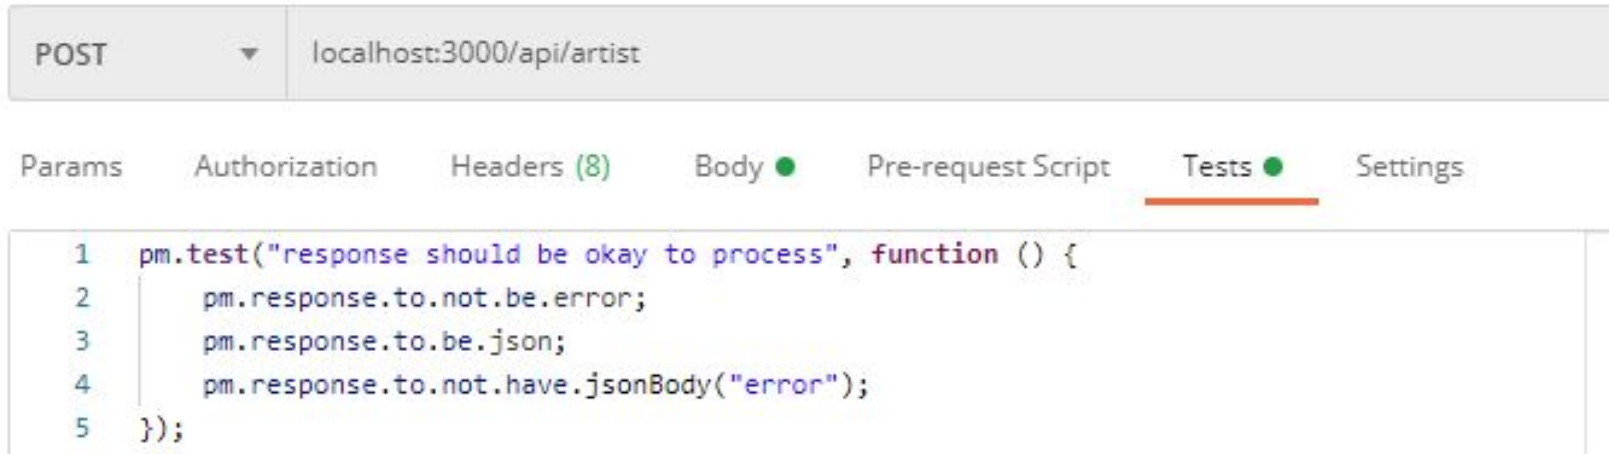 POST localhost:3000/api/artist
Params Authorization Headers (8) Body Pre-request Script Tests Settings
1 pm.test("response should be okay to process", function () {
2 pm.response.to.not.be.error;
3 pm.response.to.be.json;
4 pm.response.to.not.have.jsonBody("error");
5 });